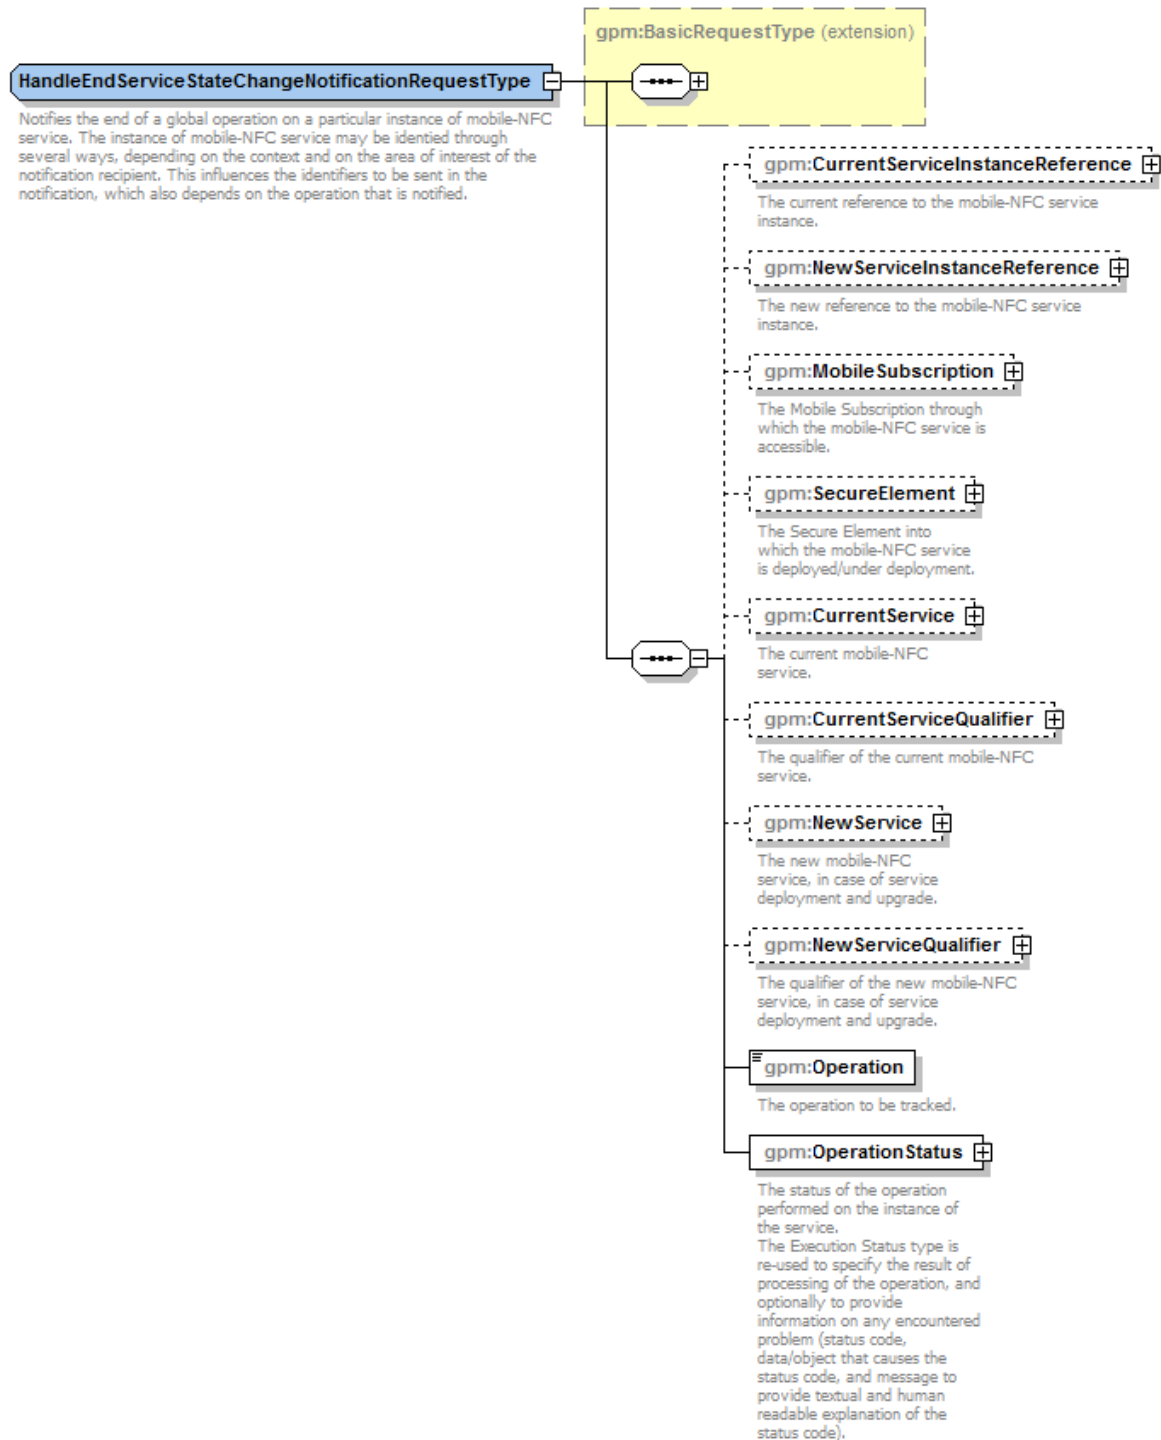 gpm:BasicRequestType (extension)
HandleEndServiceStateChangeNotificationRequestType
Notifies the end of a global operation on a particular instance of mobile-NFC
service. The instance of mobile-NFC service may be identied through
several ways, depending on the context and on the area of interest of the
notification recipient. This influences the identifiers to be sent in the
notification, which also depends on the operation that is notified.
gpm:CurrentServiceInstanceReference
The current reference to the mobile-NFC service
instance.
gpm:NewServiceInstanceReference
The new reference to the mobile-NFC service
instance.
gpm:MobileSubscription
The Mobile Subscription through
which the mobile-NFC service is
accessible.
gpm:SecureElement
The Secure Element into
which the mobile-NFC service
is deployed/under deployment.
gpm:CurrentService
The current mobile-NFC
service.
gpm:CurrentServiceQualifier
The qualifier of the current mobile-NFC
service.
gpm:NewService
The new mobile-NFC
service, in case of service
deployment and upgrade.
gpm:NewServiceQualifier
The qualifier of the new mobile-NFC
service, in case of service
deployment and upgrade.
gpm:Operation
The operation to be tracked.
gpm:OperationStatus
The status of the operation
performed on the instance of
the service.
The Execution Status type is
re-used to specify the result of
processing of the operation, and
optionally to provide
information on any encountered
problem (status code,
data/object that causes the
status code, and message to
provide textual and human
readable explanation of the
status code).